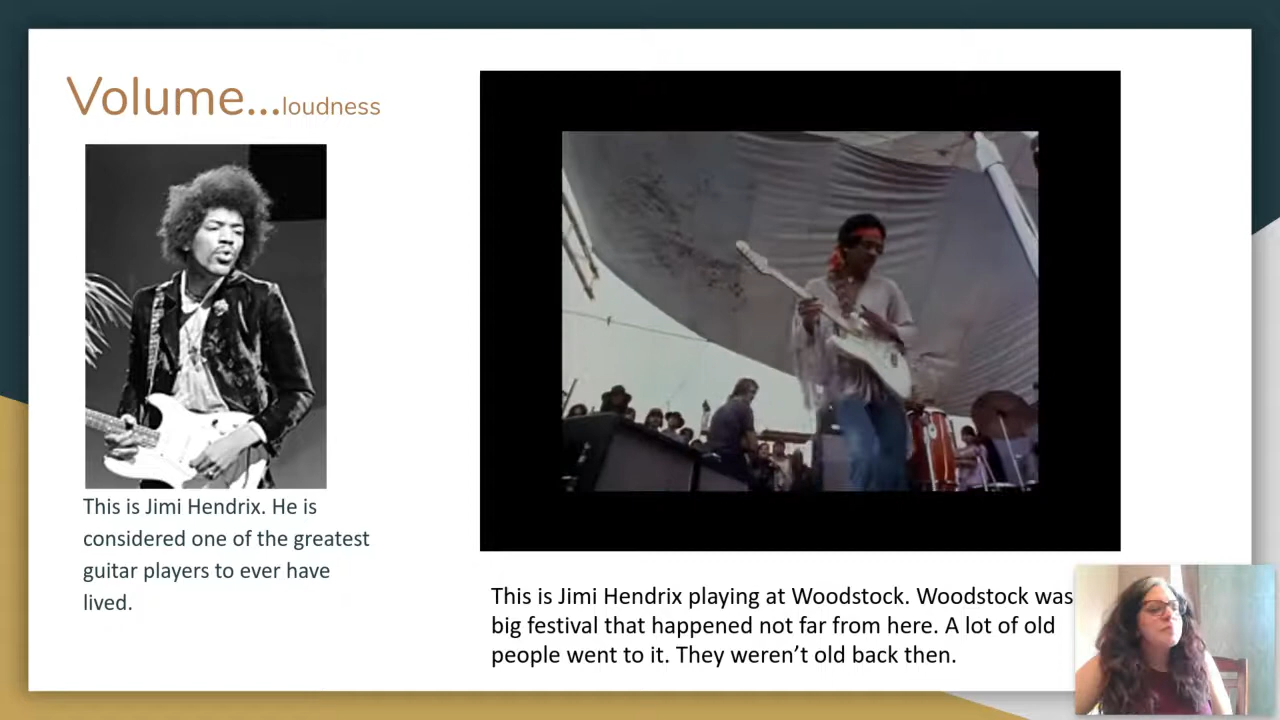 Volume...loudness
This is Jimi Hendrix. He is
considered one of the greatest
guitar players to ever have
lived.
This is Jimi Hendrix playing at Woodstock. Woodstock was
big festival that happened not far from here. A lot of old
people went to it. They weren’t old back then.